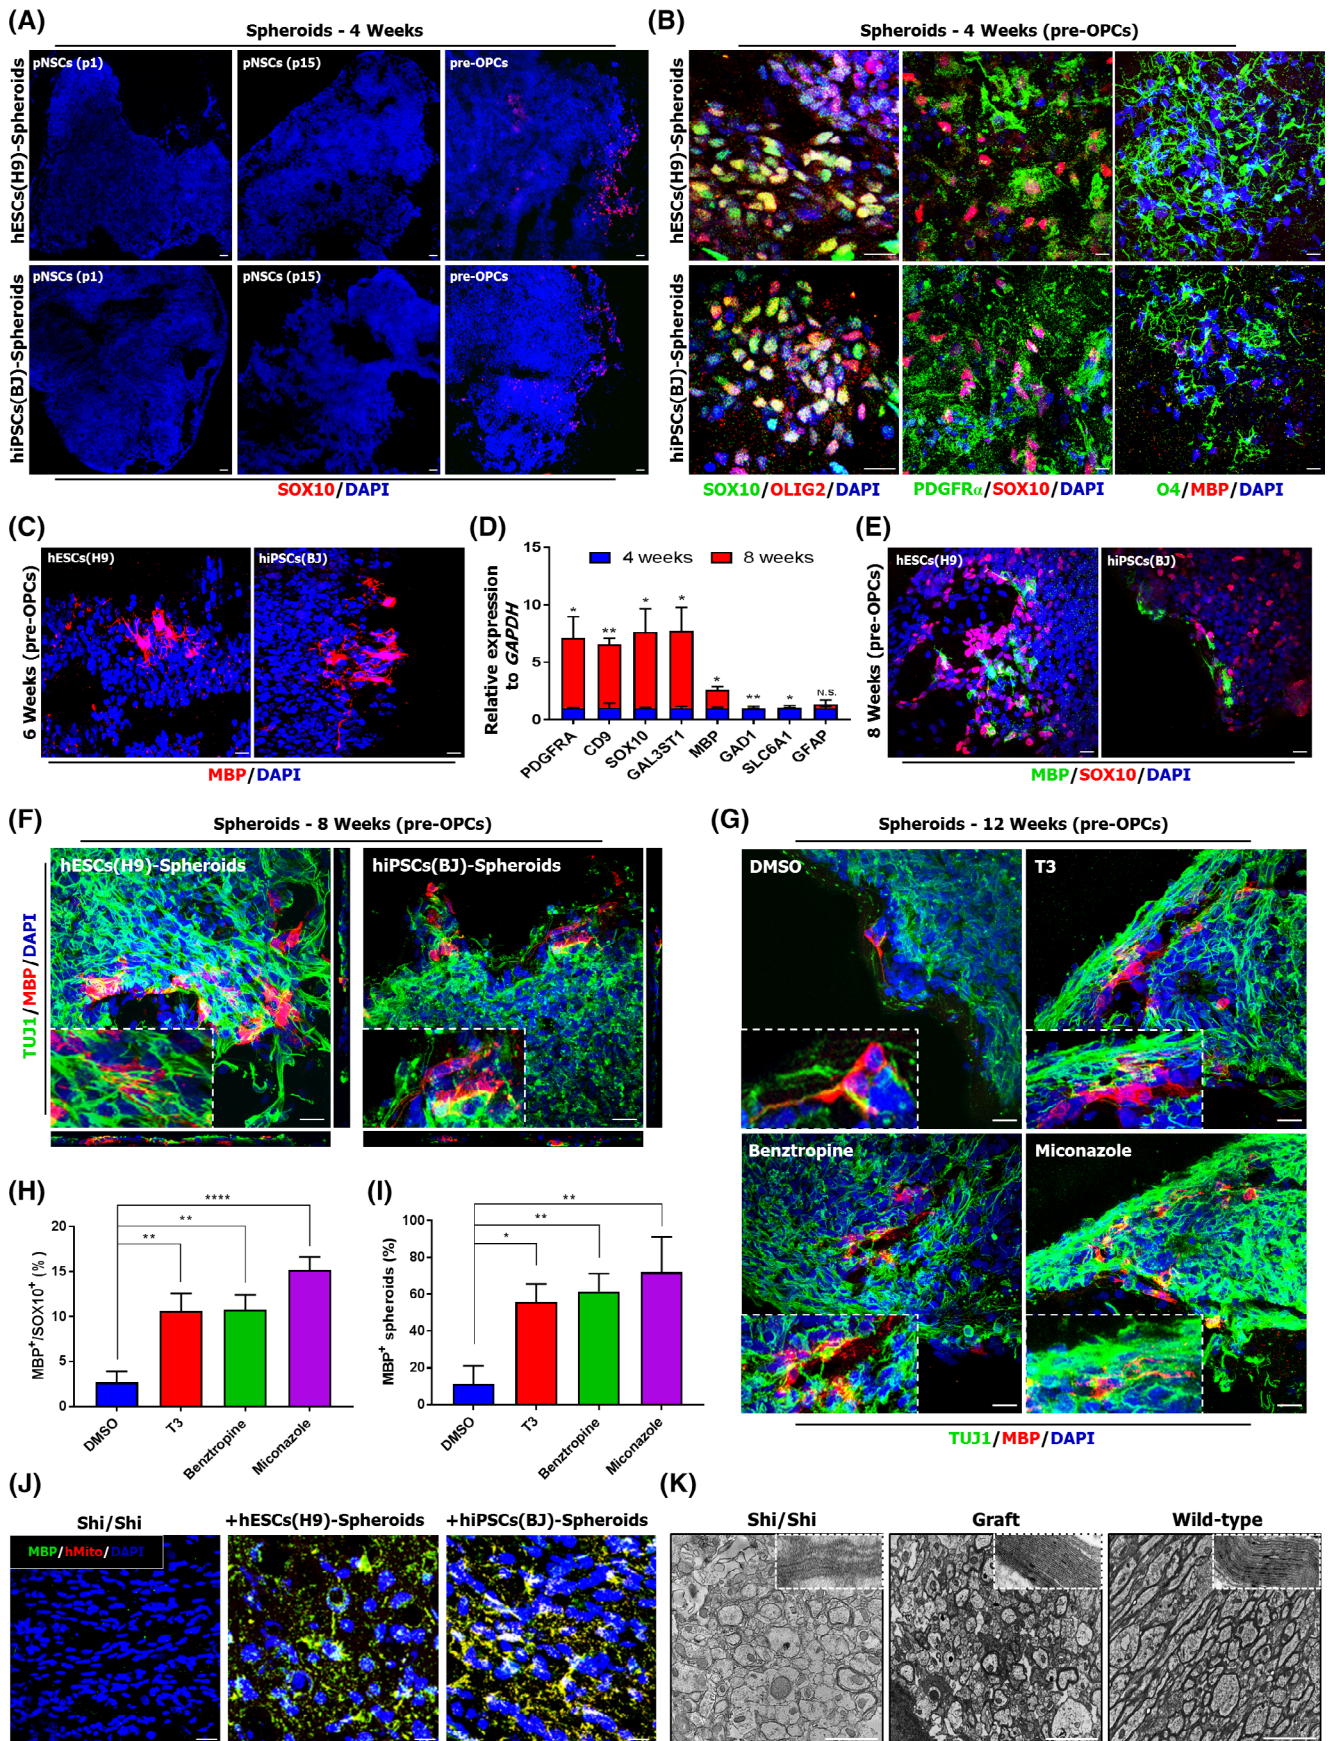 (A)
Spheroids - 4 Weeks
hESCs(H9)-Spheroids
pNSCs (p1)
pNSCs (p15)
pre-OPCs
hiPSCs(BJ)-Spheroids
pNSCs (p1)
pNSCs (p15)
pre-OPCs
SOX10/DAPI
(B)
Spheroids - 4 Weeks (pre-OPCs)
hESCs(H9)-Spheroids
hiPSCs(BJ)-Spheroids
SOX10/OLIG2/DAPI
PDGFRα/SOX10/DAPI
O4/MBP/DAPI
(C)
6 Weeks (pre-OPCs)
hESCs(H9)
hiPSCs(BJ)
MBP/DAPI
(D)
Relative expression
to GAPDH
15
10
5
0
4 weeks
8 weeks
*
**
*
*
*
**
*
N.S.
PDGFRA
CD9
SOX10
GAL3ST1
MBP
GAD1
SLC6A1
GFAP
(E)
8 Weeks (pre-OPCs)
hESCs(H9)
hiPSCs(BJ)
MBP/SOX10/DAPI
(F)
Spheroids - 8 Weeks (pre-OPCs)
TUJ1/MBP/DAPI
hESCs(H9)-Spheroids
hiPSCs(BJ)-Spheroids
(G)
Spheroids - 12 Weeks (pre-OPCs)
DMSO
T3
Benztropine
Miconazole
TUJ1/MBP/DAPI
(H)
MBP+/SOX10+ (%)
20
15
10
5
0
****
**
**
DMSO
T3
Benztropine
Miconazole
(I)
MBP+ spheroids (%)
100
80
60
40
20
0
**
**
*
DMSO
T3
Benztropine
Miconazole
(J)
Shi/Shi
+hESCs(H9)-Spheroids
+hiPSCs(BJ)-Spheroids
MBP/hMito/DAPI
(K)
Shi/Shi
Graft
Wild-type